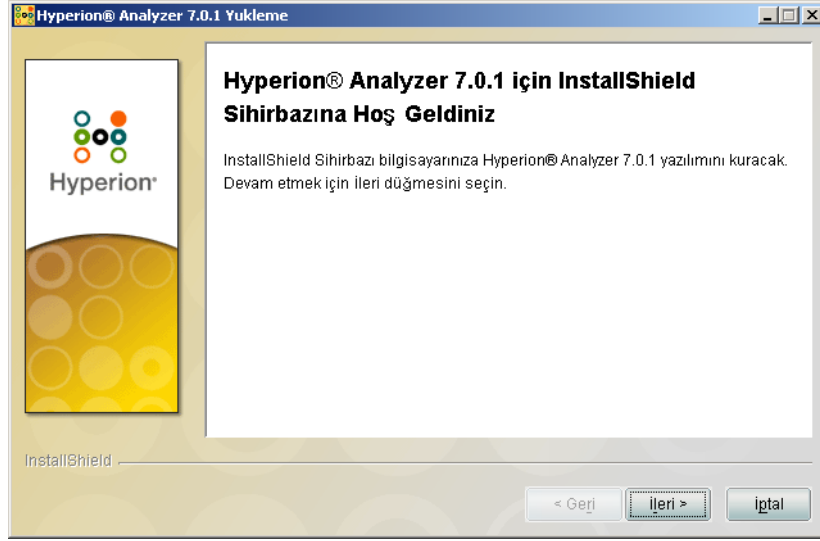 Hyperion® Analyzer 7.0.1 Yukleme
Hyperion® Analyzer 7.0.1 için InstallShield
Sihirbazına Hoş Geldiniz
InstallShield Sihirbazı bilgisayarınıza Hyperion® Analyzer 7.0.1 yazılımını kuracak.
Devam etmek için İleri düğmesini seçin.
Hyperion
InstallShield
< Geri
İleri >
İptal